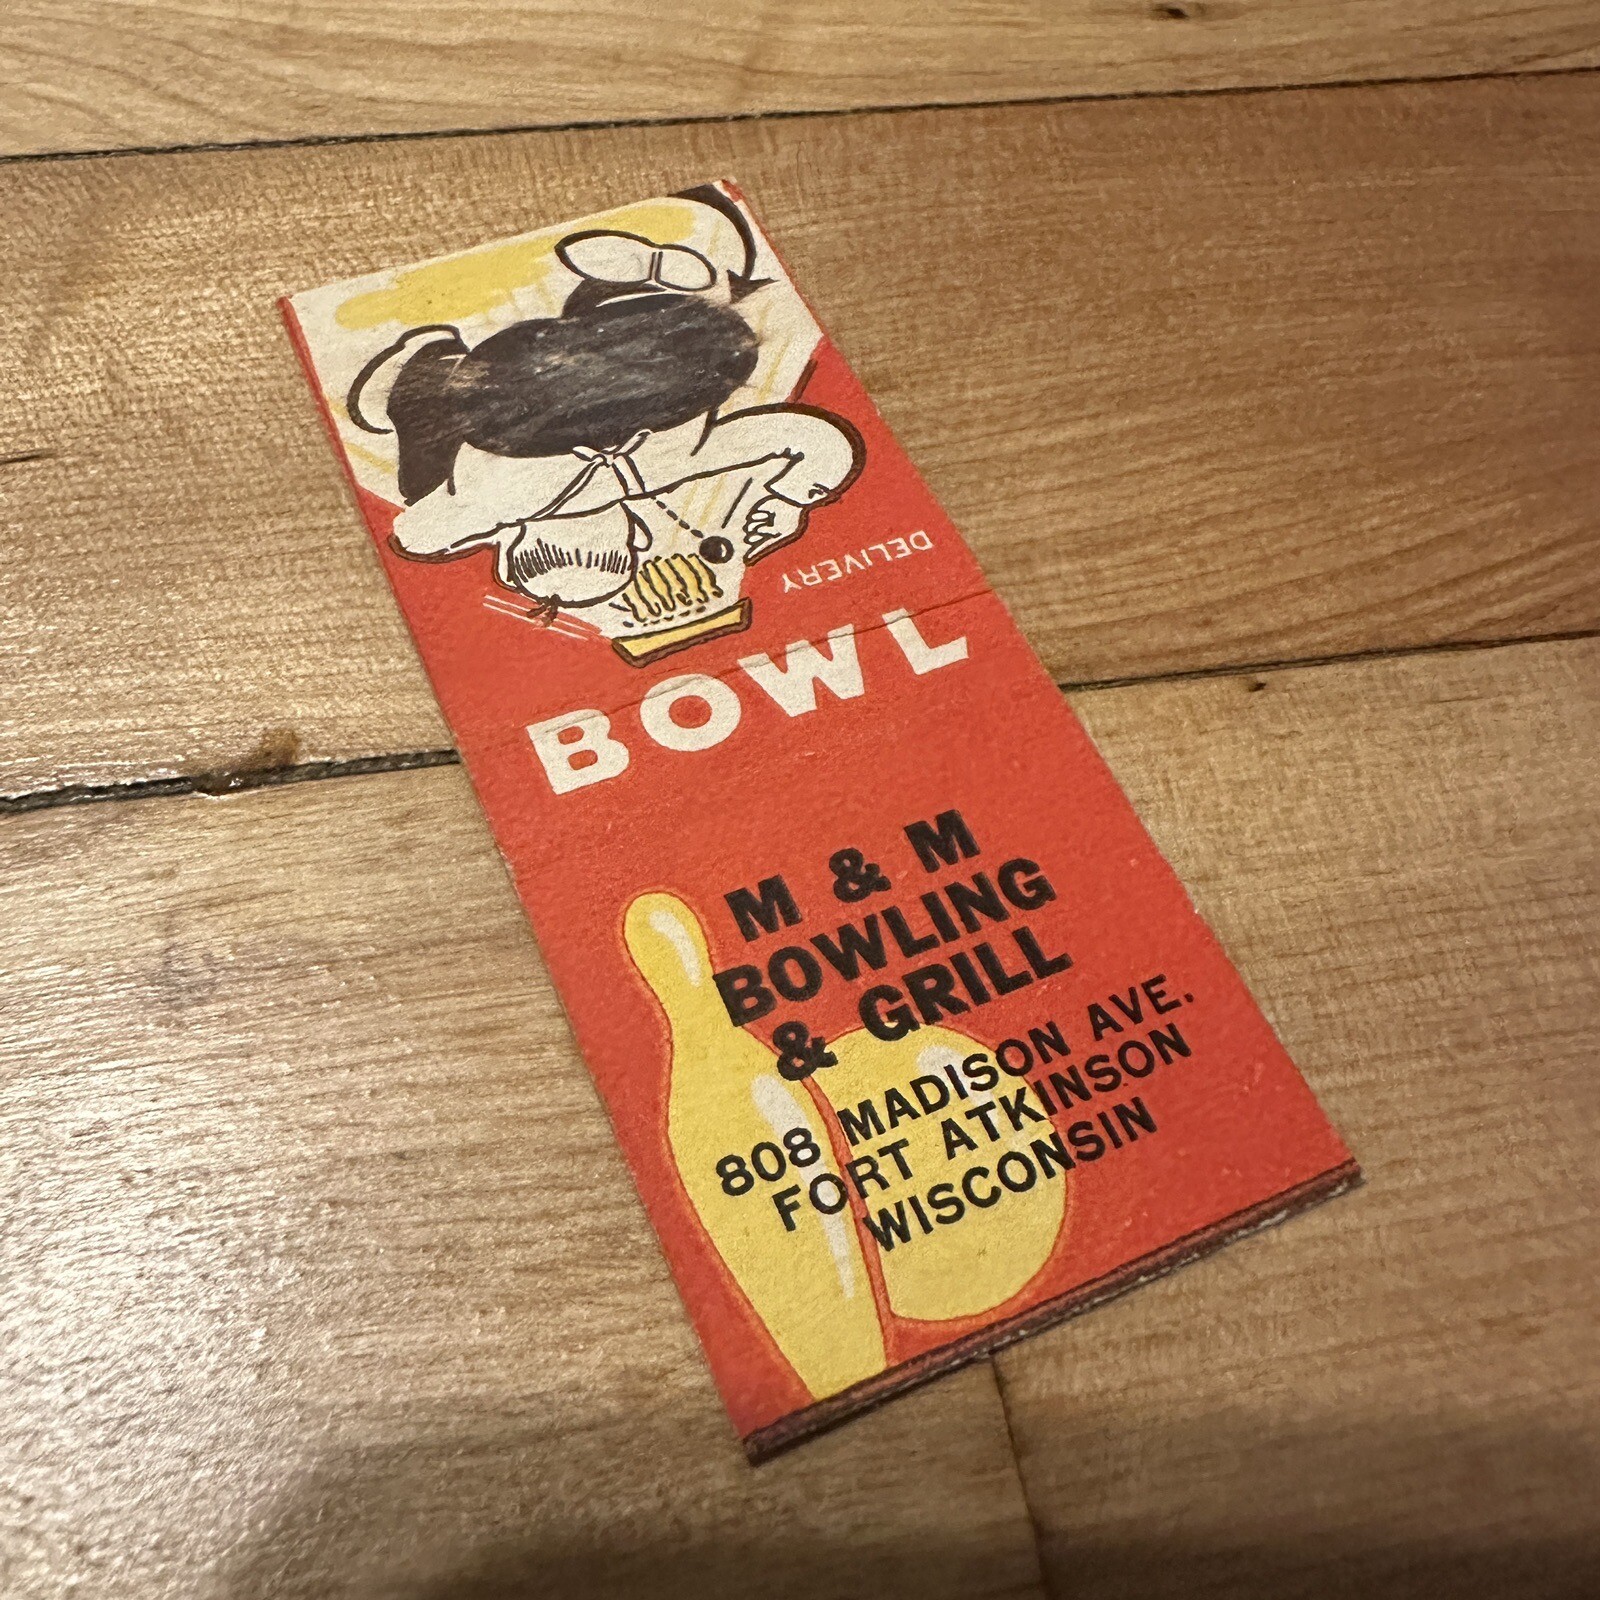 DELIVERY
BOWL
M & M
BOWLING
& GRILL
808 MADISON AVE.
FORT ATKINSON
WISCONSIN